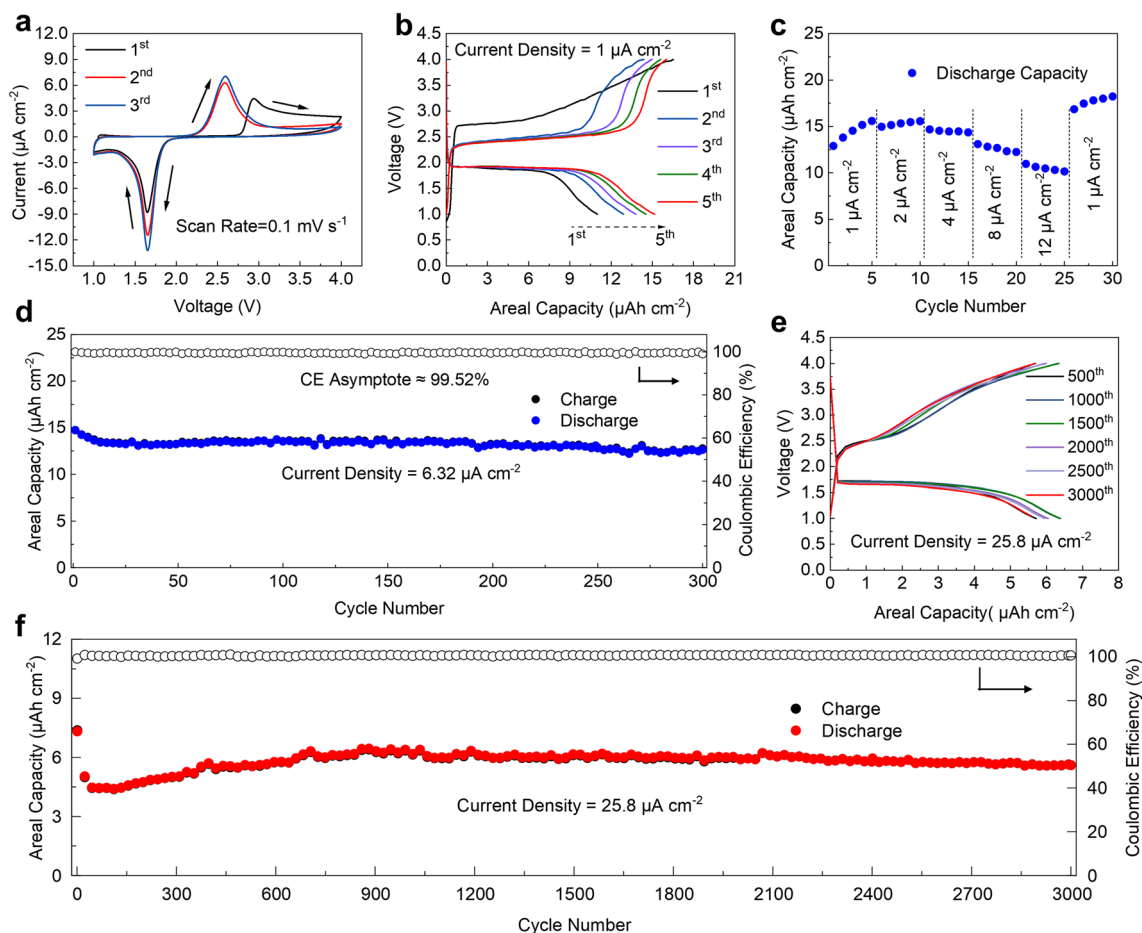 a
12.0
9.0
6.0
3.0
0.0
-3.0
-6.0
-9.0
-12.0
-15.0
Current (µA cm-2)
1st
2nd
3rd
Scan Rate=0.1 mV s-1
1.0 1.5 2.0 2.5 3.0 3.5 4.0
Voltage (V)
b
4.5
4.0
3.5
3.0
2.5
2.0
1.5
1.0
0.5
0.0
Voltage (V)
Current Density = 1 µA cm-2
1st
2nd
3rd
4th
5th
1st 5th
0 3 6 9 12 15 18 21
Areal Capacity (µAh cm-2)
c
25
20
15
10
5
0
Areal Capacity (µAh cm-2)
Discharge Capacity
1 µA cm-2
2 µA cm-2
4 µA cm-2
8 µA cm-2
12 µA cm-2
1 µA cm-2
0 5 10 15 20 25 30
Cycle Number
d
25
23
20
18
15
13
10
8
5
3
0
Areal Capacity (µAh cm-2)
CE Asymptote ≈ 99.52%
Charge
Discharge
Current Density = 6.32 µA cm-2
100
80
60
40
20
0
Coulombic Efficiency (%)
0 50 100 150 200 250 300
Cycle Number
e
4.5
4.0
3.5
3.0
2.5
2.0
1.5
1.0
0.5
0.0
Voltage (V)
500th
1000th
1500th
2000th
2500th
3000th
Current Density = 25.8 µA cm-2
0 1 2 3 4 5 6 7 8
Areal Capacity( µAh cm-2)
f
12
9
6
3
0
Areal Capacity (µAh cm-2)
Charge
Discharge
Current Density = 25.8 µA cm-2
100
80
60
40
20
0
Coulombic Efficiency (%)
0 300 600 900 1200 1500 1800 2100 2400 2700 3000
Cycle Number